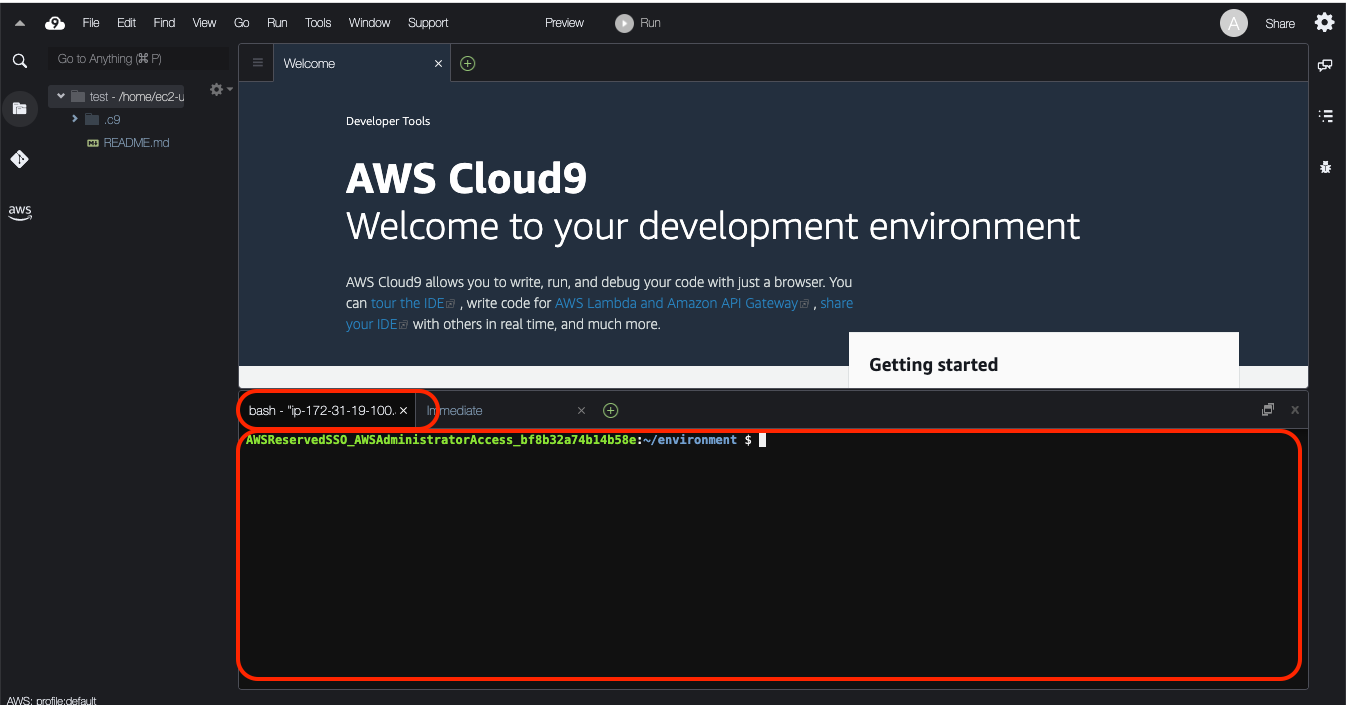 9 File Edit Find View Go Run Tools Window Support Preview Run A Share
Go to Anything (⌘ P)
Welcome
test - /home/ec2-u
.c9
README.md
aws
Developer Tools
AWS Cloud9
Welcome to your development environment
AWS Cloud9 allows you to write, run, and debug your code with just a browser. You
can tour the IDE , write code for AWS Lambda and Amazon API Gateway , share
your IDE with others in real time, and much more.
Getting started
bash - "ip-172-31-19-100. Immediate
AWSReservedSSO_AWSAdministratorAccess_bf8b32a74b14b58e:~/environment $
AWS: profile:default